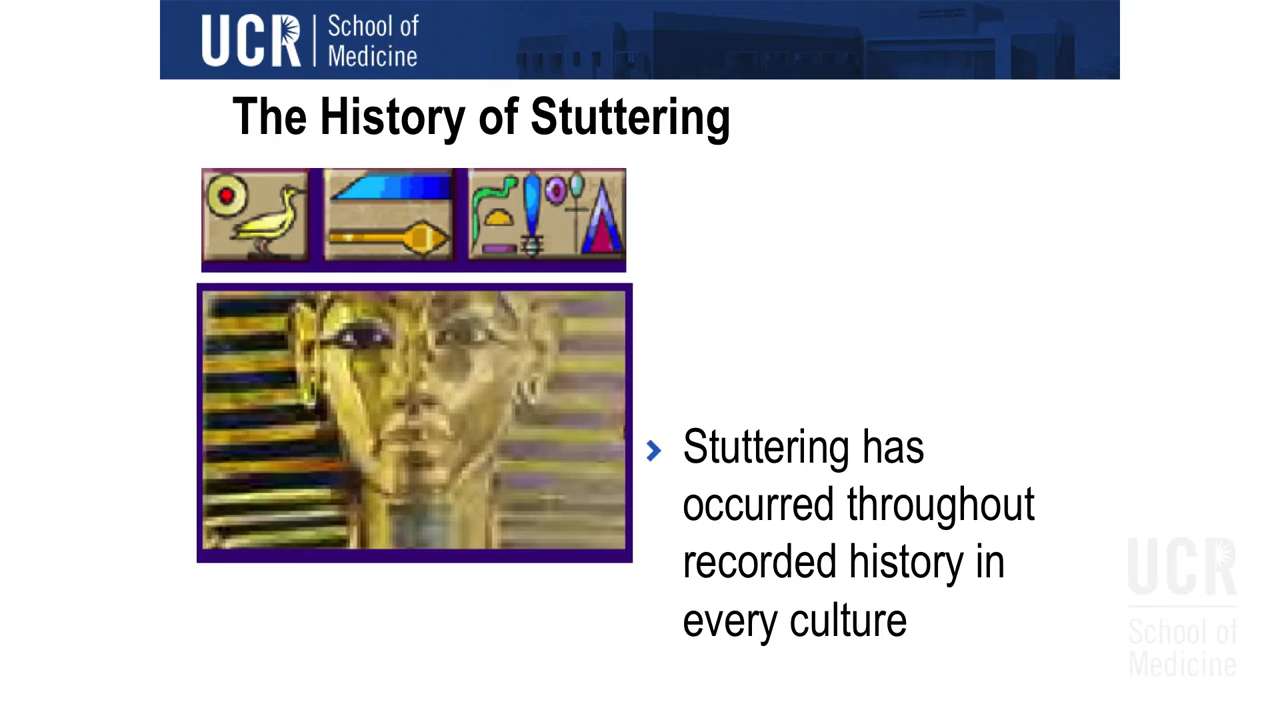 UCR
School of
Medicine
The History of Stuttering
Stuttering has
occurred throughout
recorded history in
every culture
UCR
School of
Medicine